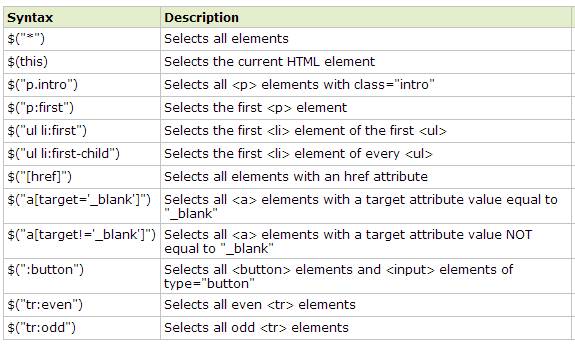 Syntax Description
$("*") Selects all elements
$(this) Selects the current HTML element
$("p.intro") Selects all <p> elements with class="intro"
$("p:first") Selects the first <p> element
$("ul li:first") Selects the first <li> element of the first <ul>
$("ul li:first-child") Selects the first <li> element of every <ul>
$("[href]") Selects all elements with an href attribute
$("a[target='_blank']") Selects all <a> elements with a target attribute value equal to
"_blank"
$("a[target!='_blank']") Selects all <a> elements with a target attribute value NOT
equal to "_blank"
$(":button") Selects all <button> elements and <input> elements of
type="button"
$("tr:even") Selects all even <tr> elements
$("tr:odd") Selects all odd <tr> elements